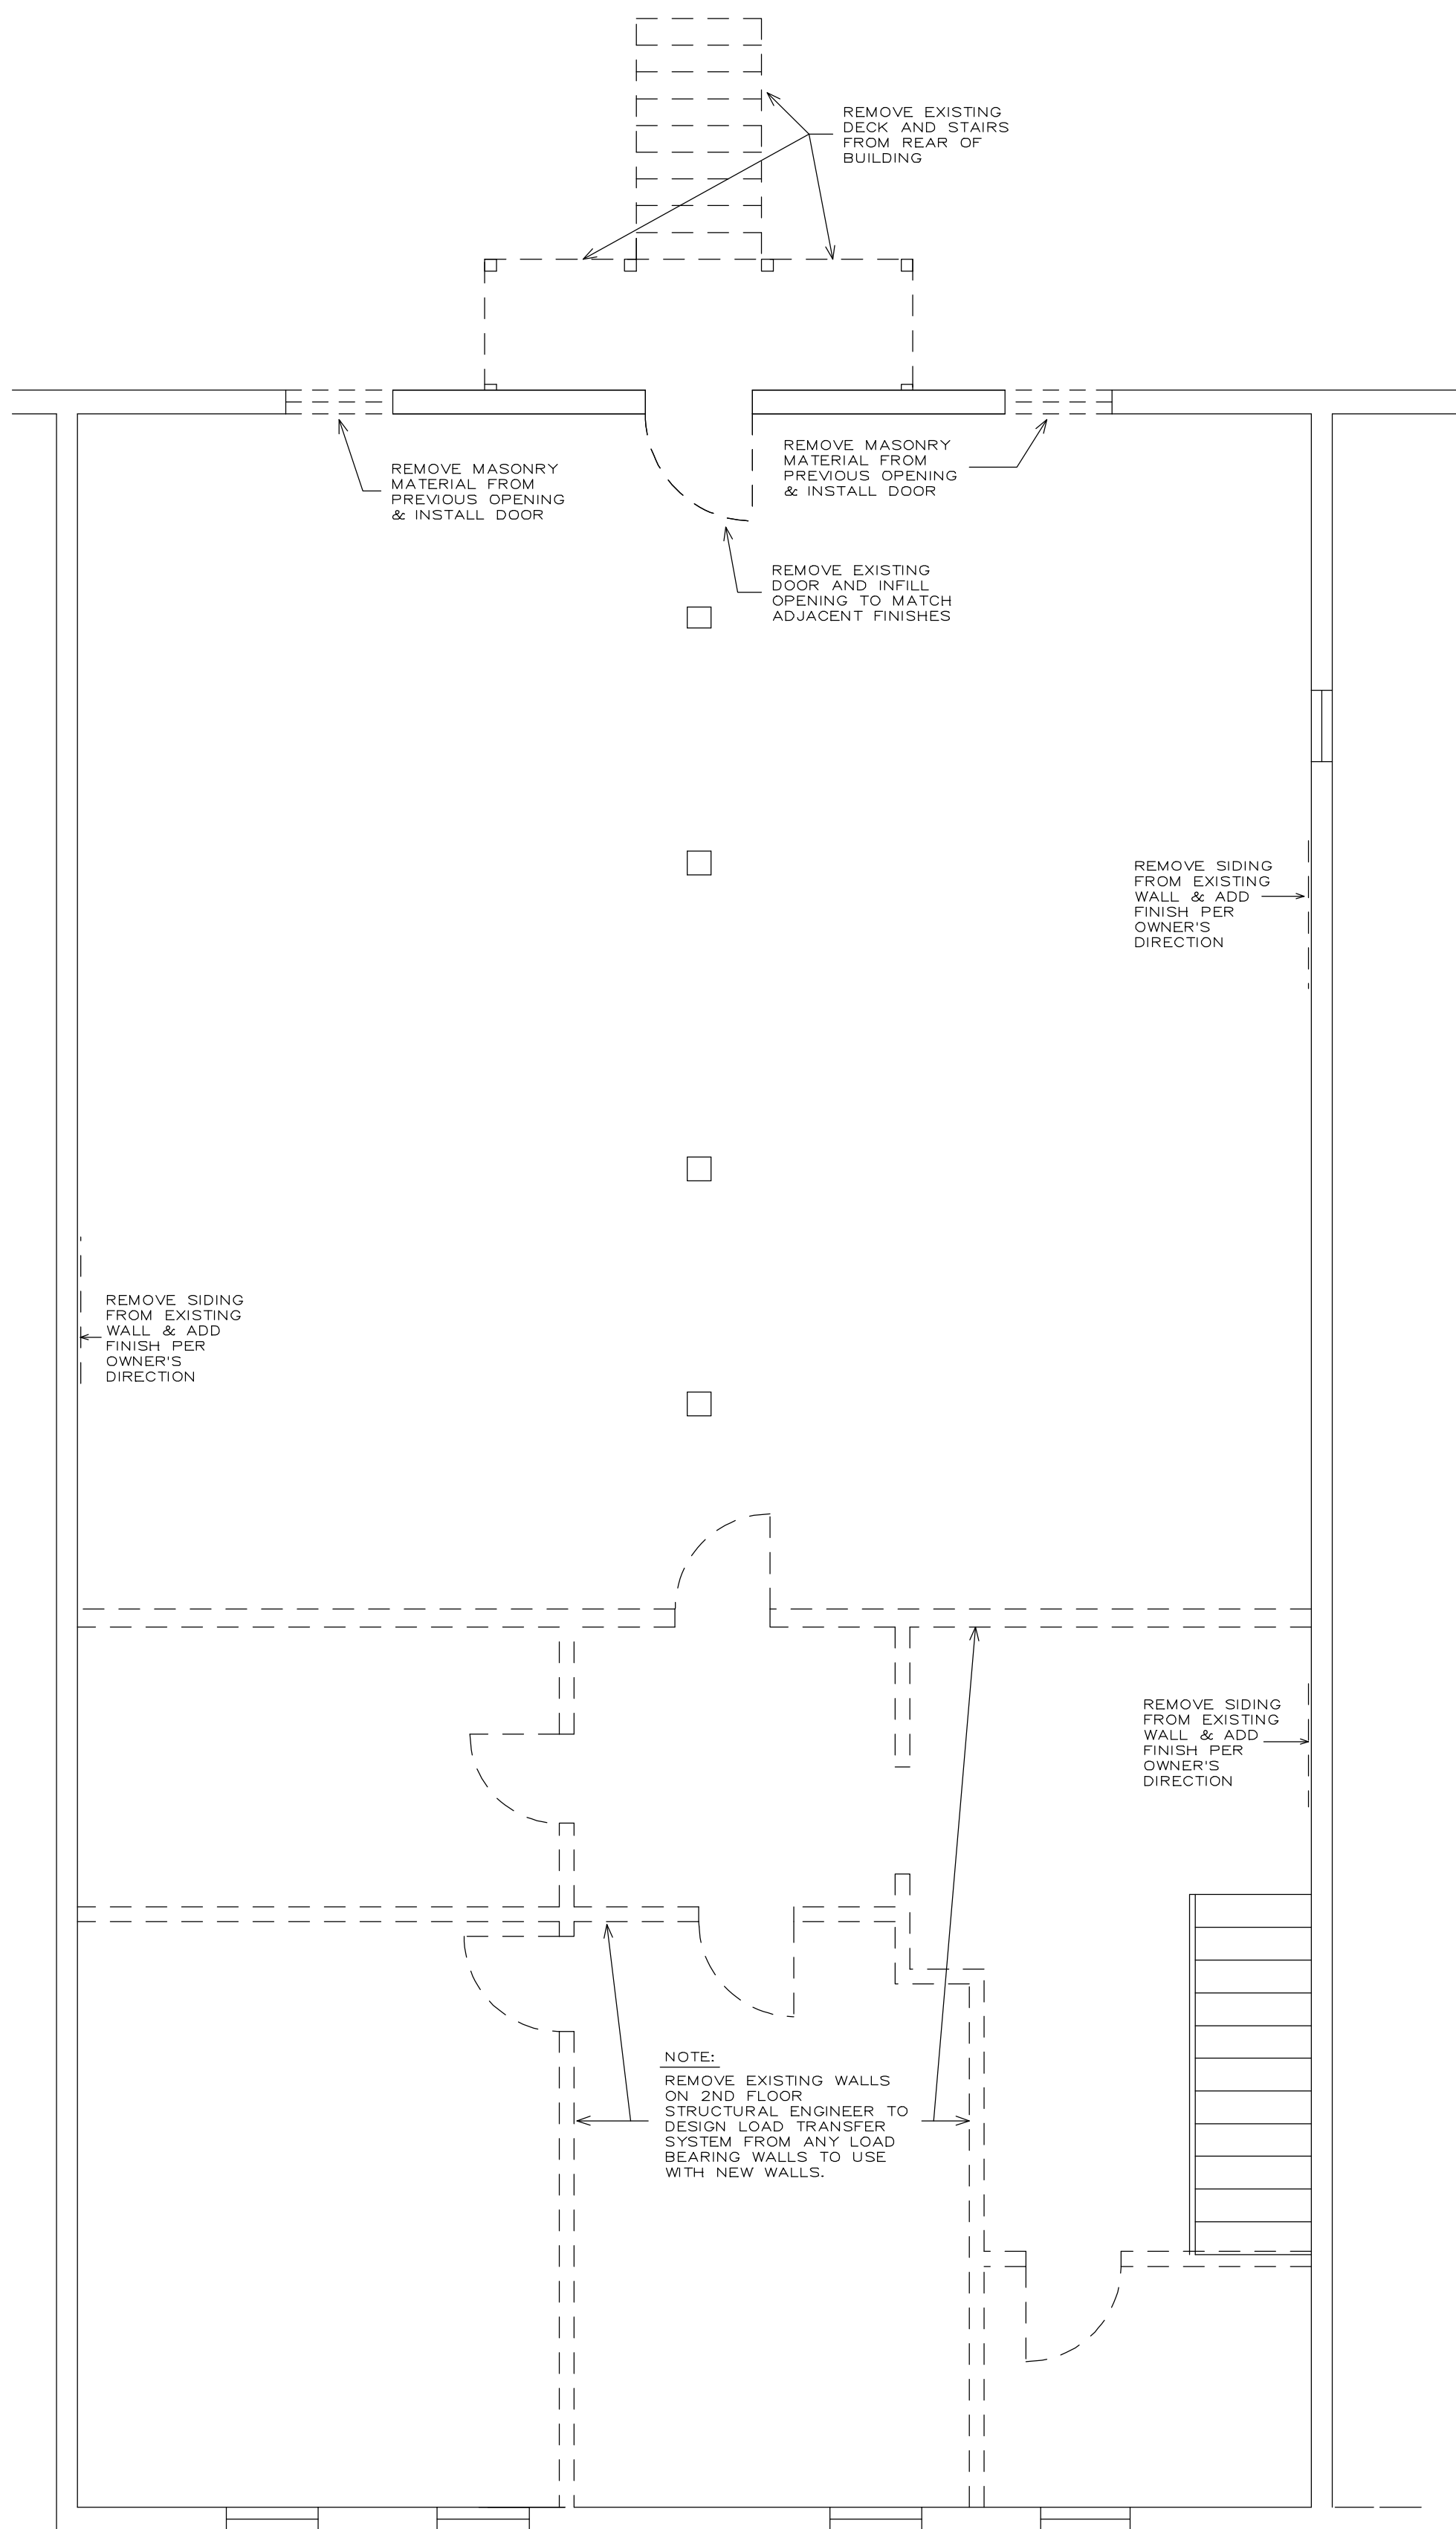 REMOVE EXISTING
DECK AND STAIRS
FROM REAR OF
BUILDING
REMOVE MASONRY
MATERIAL FROM
PREVIOUS OPENING
& INSTALL DOOR
REMOVE MASONRY
MATERIAL FROM
PREVIOUS OPENING
& INSTALL DOOR
REMOVE EXISTING
DOOR AND INFILL
OPENING TO MATCH
ADJACENT FINISHES
REMOVE SIDING
FROM EXISTING
WALL & ADD
FINISH PER
OWNER'S
DIRECTION
REMOVE SIDING
FROM EXISTING
WALL & ADD
FINISH PER
OWNER'S
DIRECTION
REMOVE SIDING
FROM EXISTING
WALL & ADD
FINISH PER
OWNER'S
DIRECTION
NOTE:
REMOVE EXISTING WALLS
ON 2ND FLOOR
STRUCTURAL ENGINEER TO
DESIGN LOAD TRANSFER
SYSTEM FROM ANY LOAD
BEARING WALLS TO USE
WITH NEW WALLS.